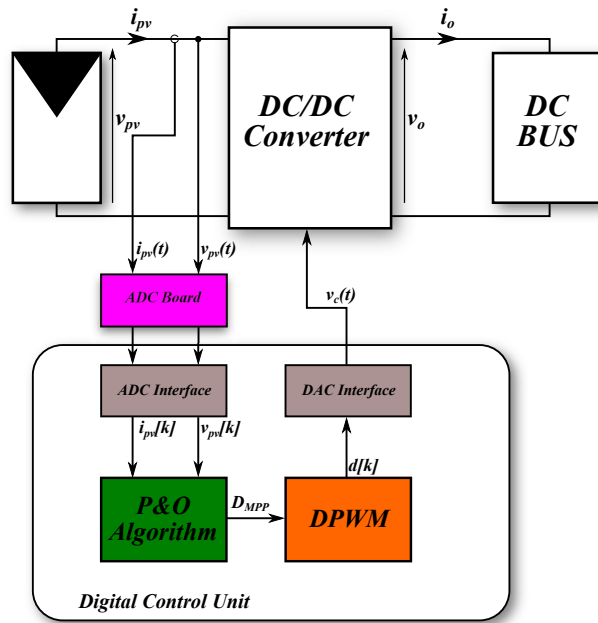 i_pv
i_o
v_pv
DC/DC
Converter
v_o
DC
BUS
i_pv(t)
v_pv(t)
ADC Board
v_c(t)
ADC Interface
DAC Interface
i_pv[k]
v_pv[k]
d[k]
P&O
Algorithm
D_MPP
DPWM
Digital Control Unit